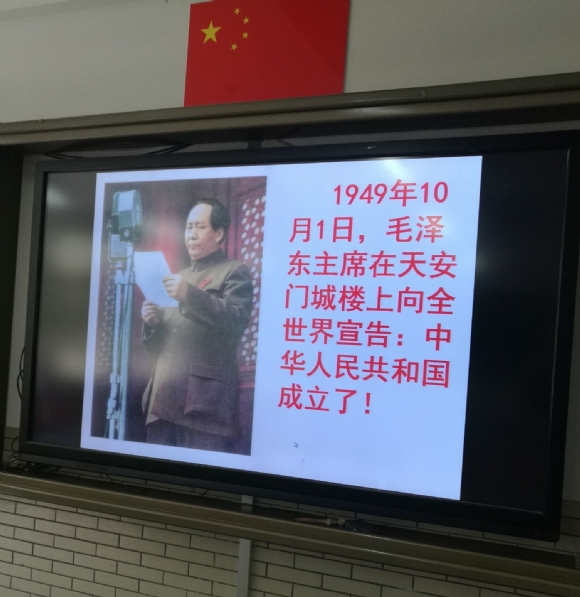 1949年10
月1日，毛泽
东主席在天安
门城楼上向全
世界宣告：中
华人民共和国
成立了！